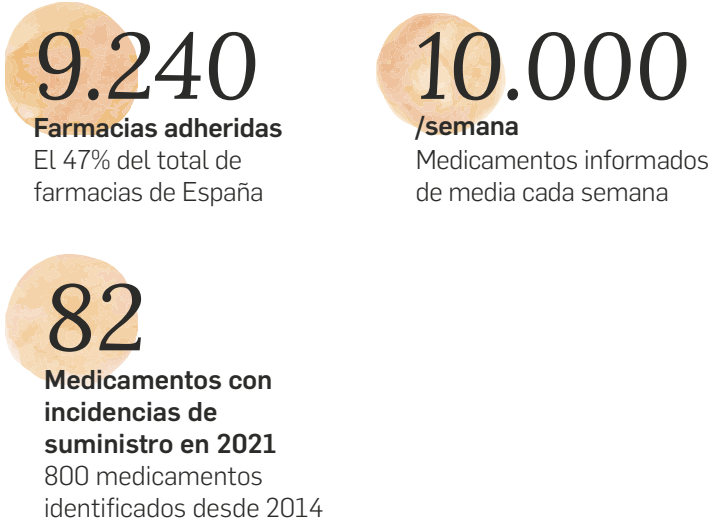 9.240
Farmacias adheridas
El 47% del total de
farmacias de España
10.000
/semana
Medicamentos informados
de media cada semana
82
Medicamentos con
incidencias de
suministro en 2021
800 medicamentos
identificados desde 2014